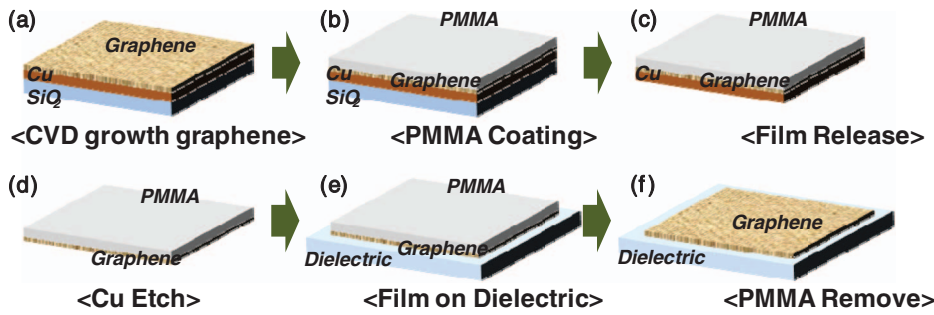 (a)
Graphene
Cu
SiO2
<CVD growth graphene>
(b)
PMMA
Cu
Graphene
SiO2
<PMMA Coating>
(c)
PMMA
Cu
Graphene
<Film Release>
(d)
PMMA
Graphene
<Cu Etch>
(e)
PMMA
Graphene
Dielectric
<Film on Dielectric>
(f)
Graphene
Dielectric
<PMMA Remove>